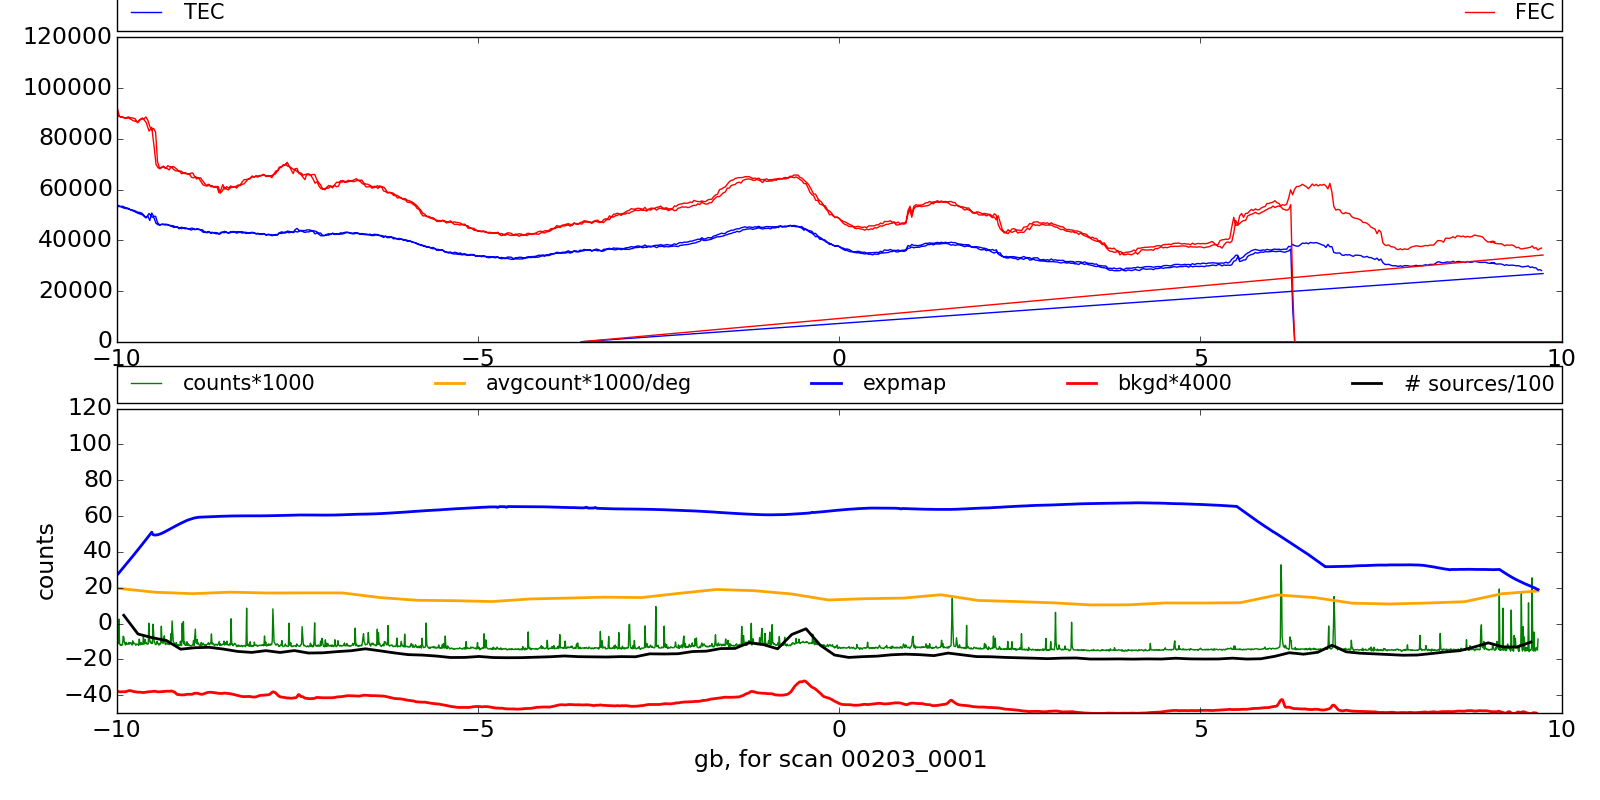 TEC FEC
120000
100000
80000
60000
40000
20000
0
−10 −5 0 5 10
counts*1000 avgcount*1000/deg expmap bkgd*4000 # sources/100
120
100
80
60
40
20
0
−20
−40
counts
−10 −5 0 5 10
gb, for scan 00203_0001